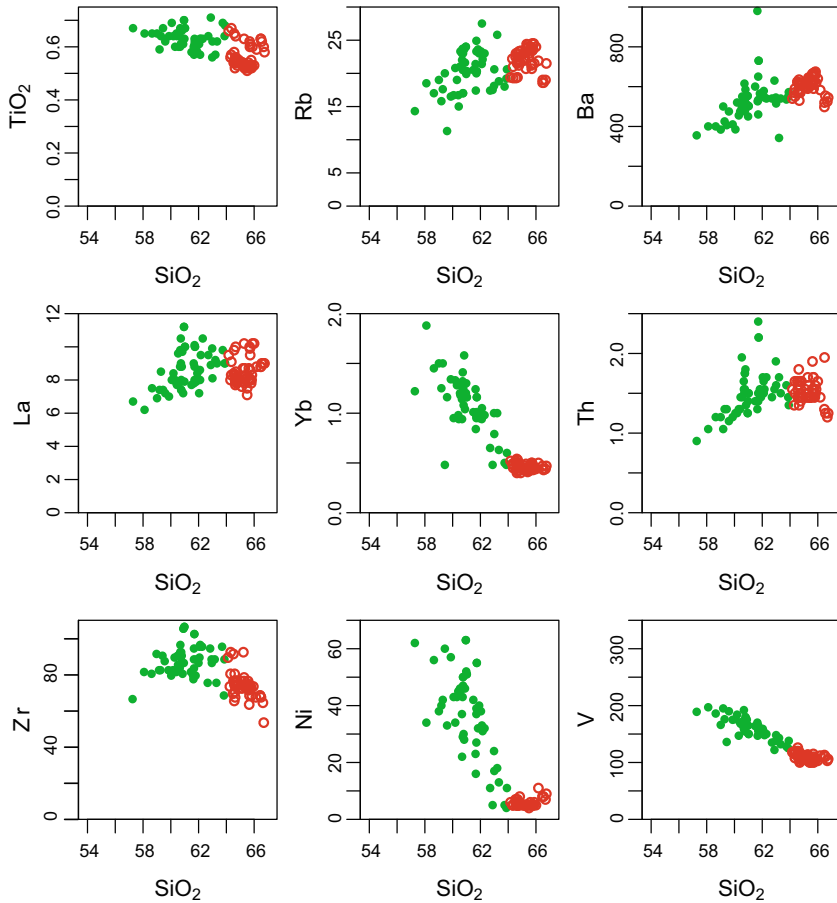 TiO2
0.0 0.2 0.4 0.6
54 58 62 66
SiO2
Rb
0 5 15 25
54 58 62 66
SiO2
Ba
0 400 800
54 58 62 66
SiO2
La
0 2 4 6 8 12
54 58 62 66
SiO2
Yb
0.0 1.0 2.0
54 58 62 66
SiO2
Th
0.0 1.0 2.0
54 58 62 66
SiO2
Zr
0 40 80
54 58 62 66
SiO2
Ni
0 20 40 60
54 58 62 66
SiO2
V
0 100 200 300
54 58 62 66
SiO2